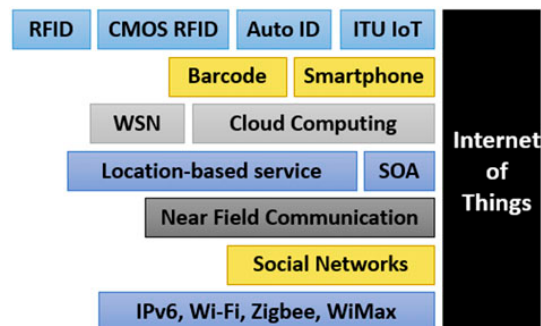 RFID CMOS RFID Auto ID ITU IoT
Barcode Smartphone
WSN Cloud Computing
Location-based service SOA
Near Field Communication
Social Networks
IPv6, Wi-Fi, Zigbee, WiMax
Internet
of
Things